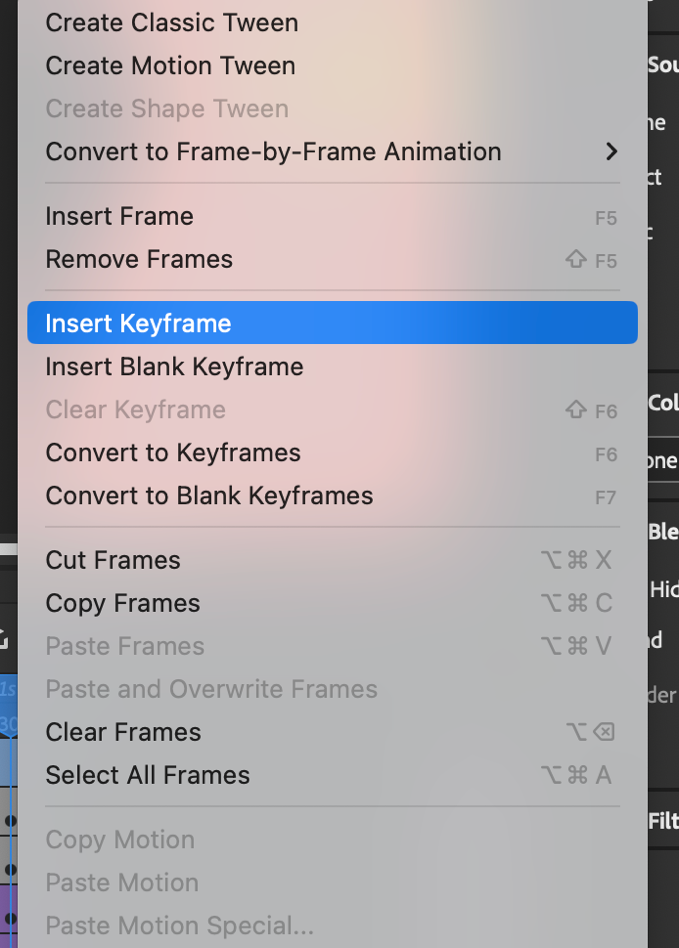 Create Classic Tween
Create Motion Tween
Create Shape Tween
Convert to Frame-by-Frame Animation
Insert Frame F5
Remove Frames ⇧ F5
Insert Keyframe
Insert Blank Keyframe
Clear Keyframe ⇧ F6
Convert to Keyframes F6
Convert to Blank Keyframes F7
Cut Frames ⌥⌘ X
Copy Frames ⌥⌘ C
Paste Frames ⌥⌘ V
Paste and Overwrite Frames
Clear Frames ⌥⌫
Select All Frames ⌥⌘ A
Copy Motion
Paste Motion
Paste Motion Special...
1s
30
Sou
ne
ct
Col
one
Ble
Hid
nd
der
Filt